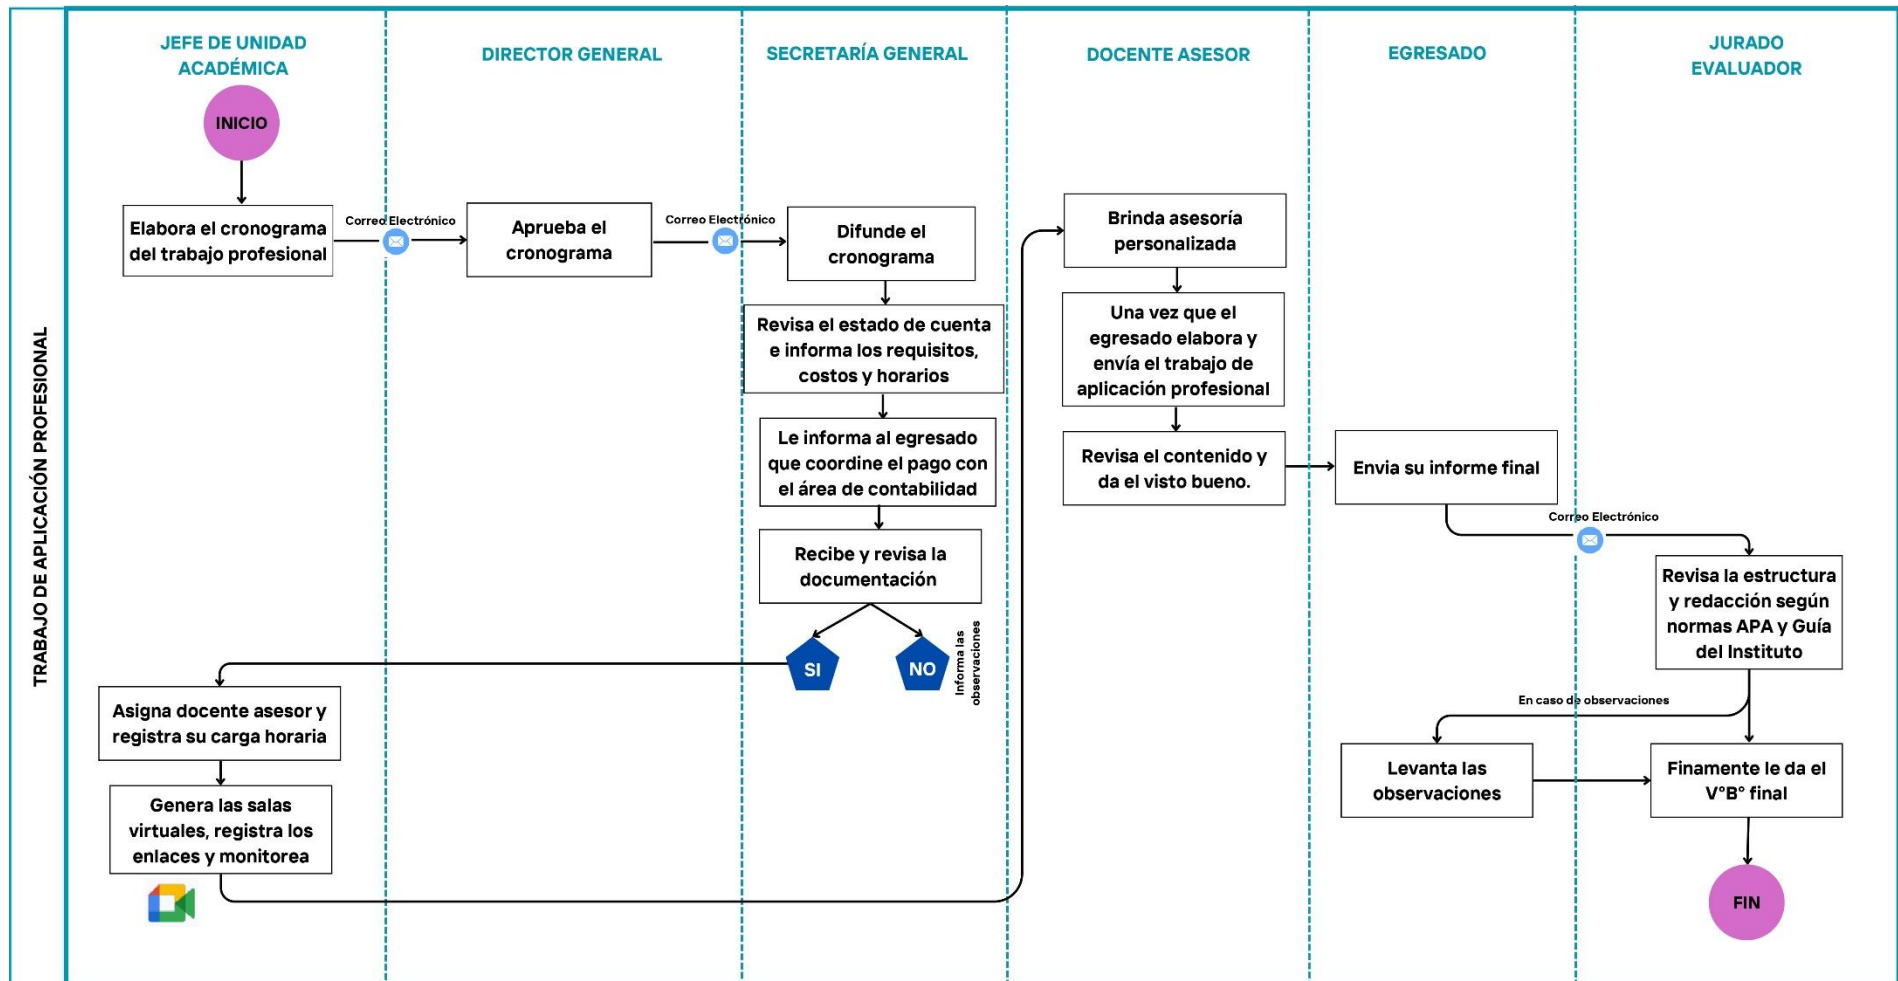 TRABAJO DE APLICACIÓN PROFESIONAL
JEFE DE UNIDAD
ACADÉMICA
DIRECTOR GENERAL
SECRETARÍA GENERAL
DOCENTE ASESOR
EGRESADO
JURADO
EVALUADOR
INICIO
Elabora el cronograma
del trabajo profesional
Correo Electrónico
Aprueba el
cronograma
Correo Electrónico
Difunde el
cronograma
Revisa el estado de cuenta
e informa los requisitos,
costos y horarios
Le informa al egresado
que coordine el pago con
el área de contabilidad
Recibe y revisa la
documentación
SI
NO
Informa las
observaciones
Asigna docente asesor y
registra su carga horaria
Genera las salas
virtuales, registra los
enlaces y monitorea
Brinda asesoría
personalizada
Una vez que el
egresado elabora y
envía el trabajo de
aplicación profesional
Revisa el contenido y
da el visto bueno.
Envia su informe final
Correo Electrónico
Revisa la estructura
y redacción según
normas APA y Guía
del Instituto
En caso de observaciones
Levanta las
observaciones
Finamente le da el
V°B° final
FIN